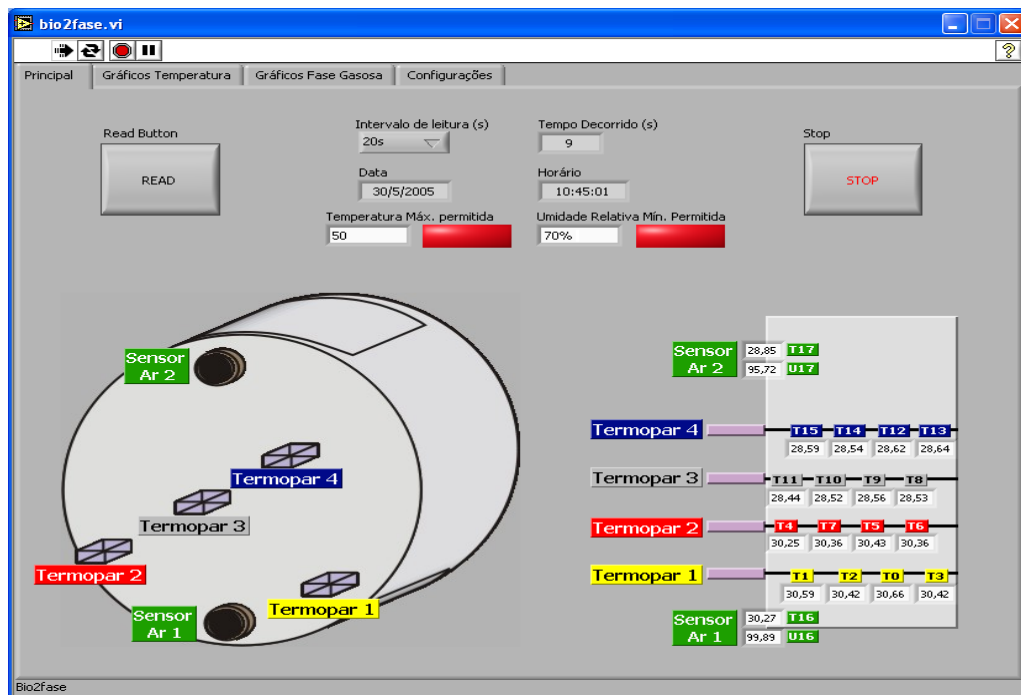 bio2fase.vi
?
Principal Gráficos Temperatura Gráficos Fase Gasosa Configurações
Read Button
READ
Intervalo de leitura (s)
20s
Tempo Decorrido (s)
9
Stop
STOP
Data
30/5/2005
Horário
10:45:01
Temperatura Máx. permitida
50
Umidade Relativa Mín. Permitida
70%
Sensor
Ar 2
Termopar 4
Termopar 3
Termopar 2
Termopar 1
Sensor
Ar 1
Sensor
Ar 2
28,85 T17
95,72 U17
Termopar 4
T15 T14 T12 T13
28,59 28,54 28,62 28,64
Termopar 3
T11 T10 T9 T8
28,44 28,52 28,56 28,53
Termopar 2
T4 T7 T5 T6
30,25 30,36 30,43 30,36
Termopar 1
T1 T2 T0 T3
30,59 30,42 30,66 30,42
Sensor
Ar 1
30,27 T16
99,89 U16
Bio2fase